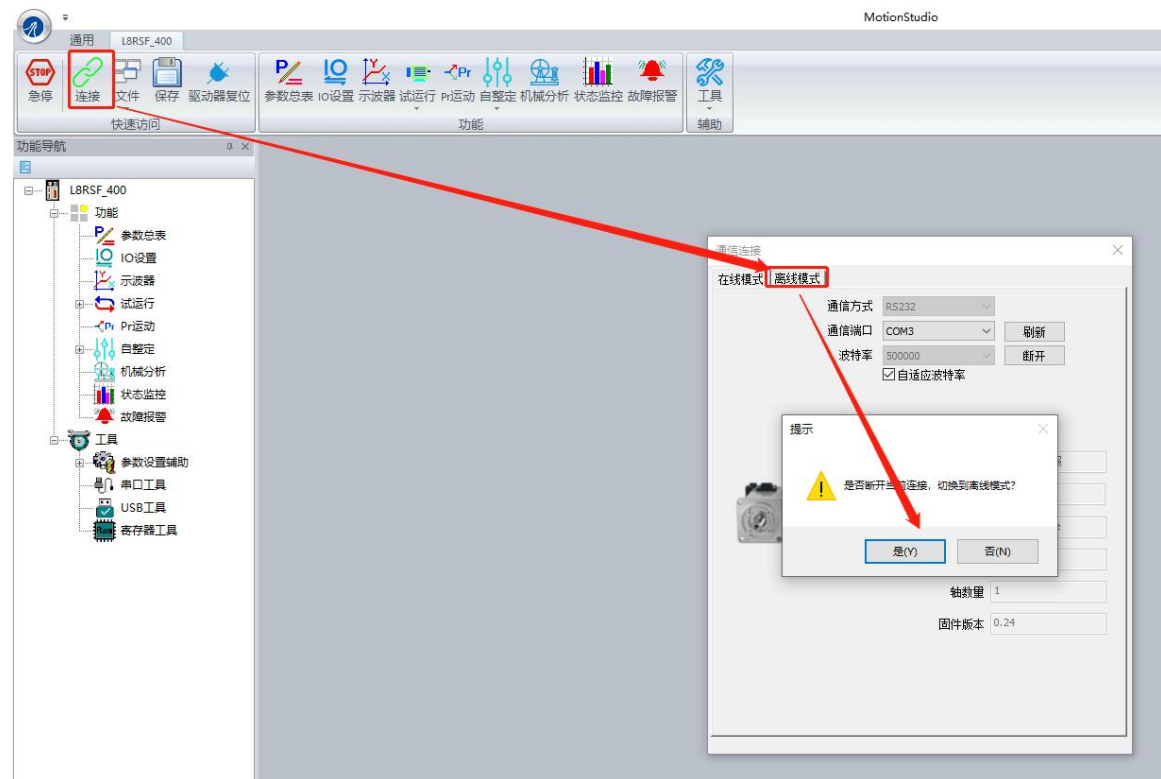 MotionStudio
通用 L8RSF_400
STOP
急停 连接 文件 保存 驱动器复位 参数总表 IO设置 示波器 试运行 Pr运动 自整定 机械分析 状态监控 故障报警 工具
快速访问 功能 辅助
功能导航
L8RSF_400
功能
参数总表
IO设置
示波器
试运行
Pr运动
自整定
机械分析
状态监控
故障报警
工具
参数设置辅助
串口工具
USB工具
寄存器工具
通信连接
在线模式 离线模式
通信方式 RS232
通信端口 COM3 刷新
波特率 500000 断开
自适应波特率
提示
是否断开当前连接，切换到离线模式?
是(Y) 否(N)
轴数量 1
固件版本 0.24